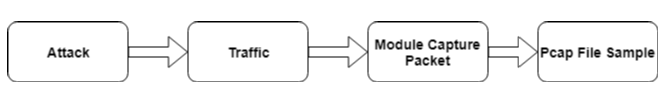 Attack
Traffic
Module Capture
Packet
Pcap File Sample